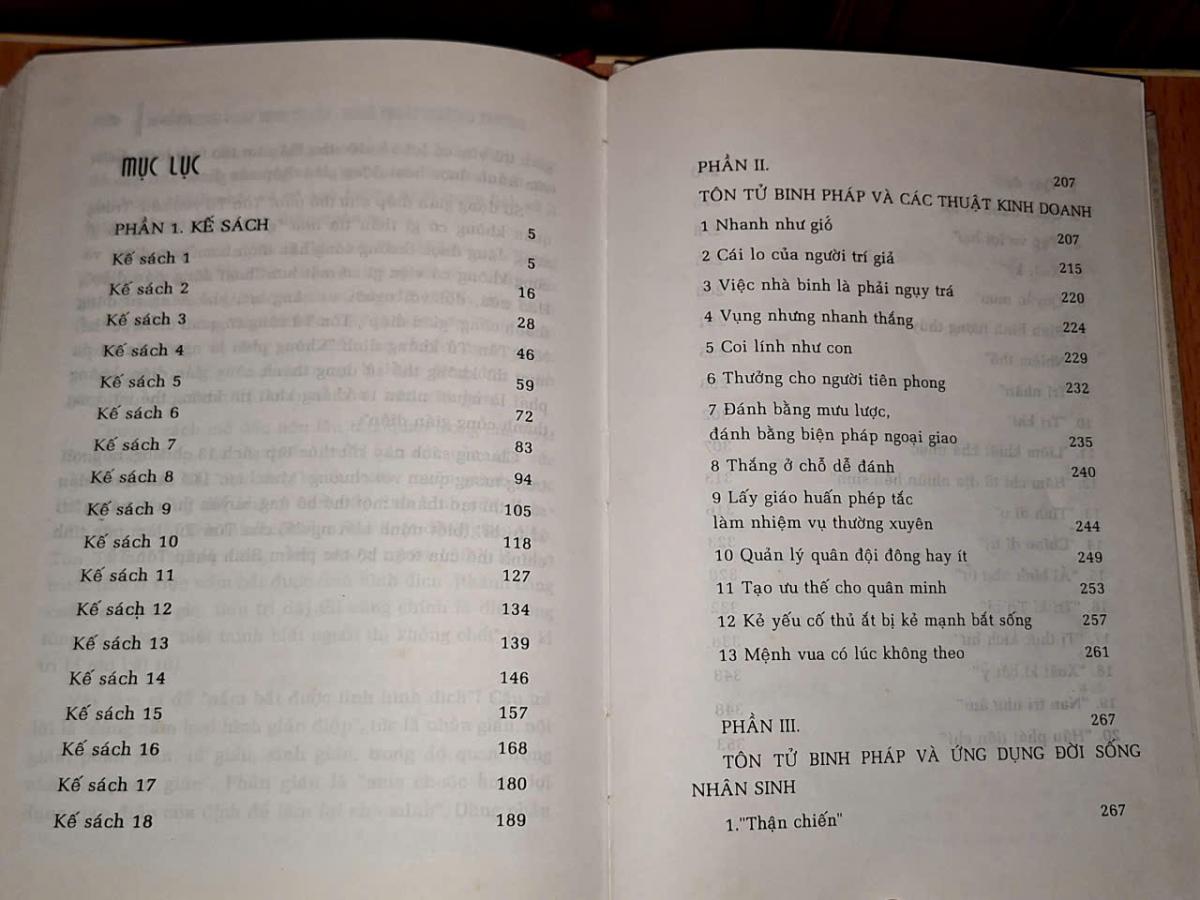 MỤC LỤC
PHẦN 1. KẾ SÁCH 5
Kế sách 1 5
Kế sách 2 16
Kế sách 3 28
Kế sách 4 46
Kế sách 5 59
Kế sách 6 72
Kế sách 7 83
Kế sách 8 94
Kế sách 9 105
Kế sách 10 118
Kế sách 11 127
Kế sách 12 134
Kế sách 13 139
Kế sách 14 146
Kế sách 15 157
Kế sách 16 168
Kế sách 17 180
Kế sách 18 189
PHẦN II. 207
TÔN TỬ BINH PHÁP VÀ CÁC THUẬT KINH DOANH
1 Nhanh như gió 207
2 Cái lo của người trí giả 215
3 Việc nhà binh là phải ngụy trá 220
4 Vụng nhưng nhanh thắng 224
5 Coi lính như con 229
6 Thưởng cho người tiên phong 232
7 Đánh bằng mưu lược,
đánh bằng biện pháp ngoại giao 235
8 Thắng ở chỗ dễ đánh 240
9 Lấy giáo huấn phép tắc
làm nhiệm vụ thường xuyên 244
10 Quản lý quân đội đông hay ít 249
11 Tạo ưu thế cho quân minh 253
12 Kẻ yếu cố thủ ắt bị kẻ mạnh bắt sống 257
13 Mệnh vua có lúc không theo 261
PHẦN III. 267
TÔN TỬ BINH PHÁP VÀ ỨNG DỤNG ĐỜI SỐNG
NHÂN SINH
1."Thận chiến" 267